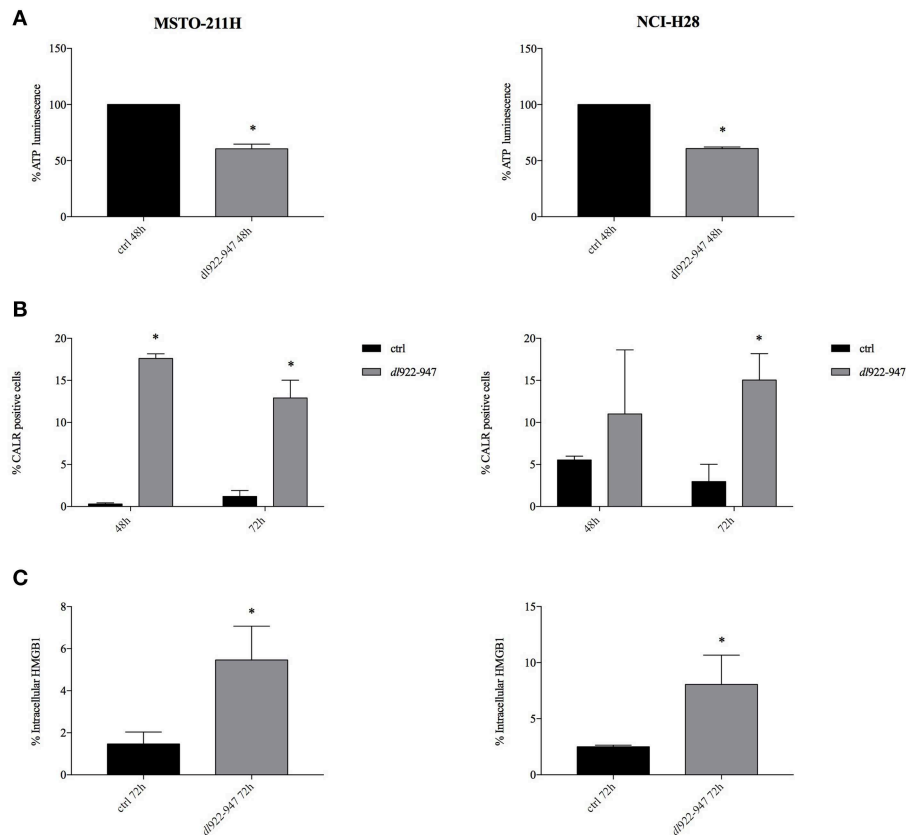 A
MSTO-211H
NCI-H28
% ATP luminescence
150
100
50
0
*
ctrl 48h
dl922-947 48h
% ATP luminescence
150
100
50
0
*
ctrl 48h
dl922-947 48h
B
% CALR positive cells
20
15
10
5
0
*
*
48h
72h
ctrl
dl922-947
% CALR positive cells
20
15
10
5
0
*
48h
72h
ctrl
dl922-947
C
% Intracellular HMGB1
8
6
4
2
0
*
ctrl 72h
dl922-947 72h
% Intracellular HMGB1
15
10
5
0
*
ctrl 72h
dl922-947 72h